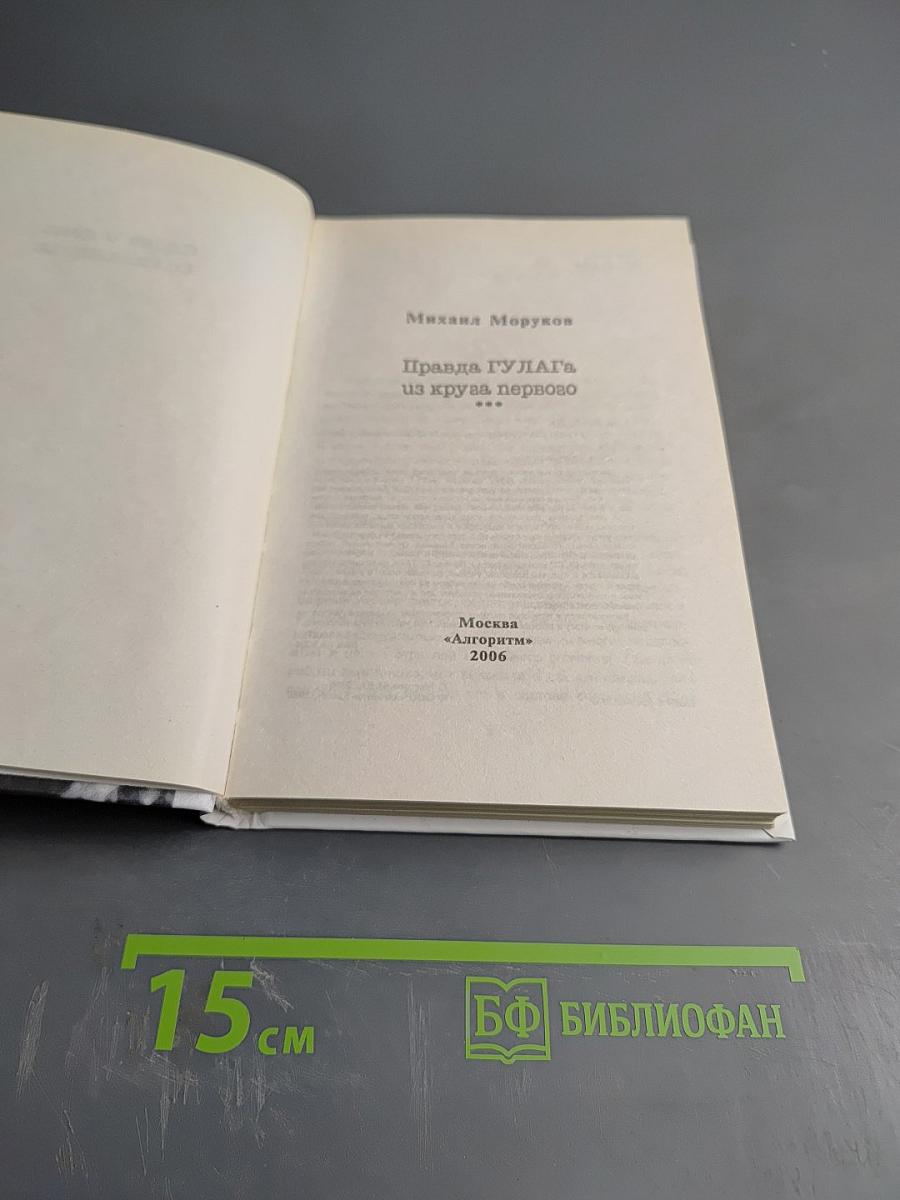 Михаил Моруков
Правда ГУЛАГа
из круга первого
***
Москва
«Алгоритм»
2006
15 см
БФ БИБЛИОФАН